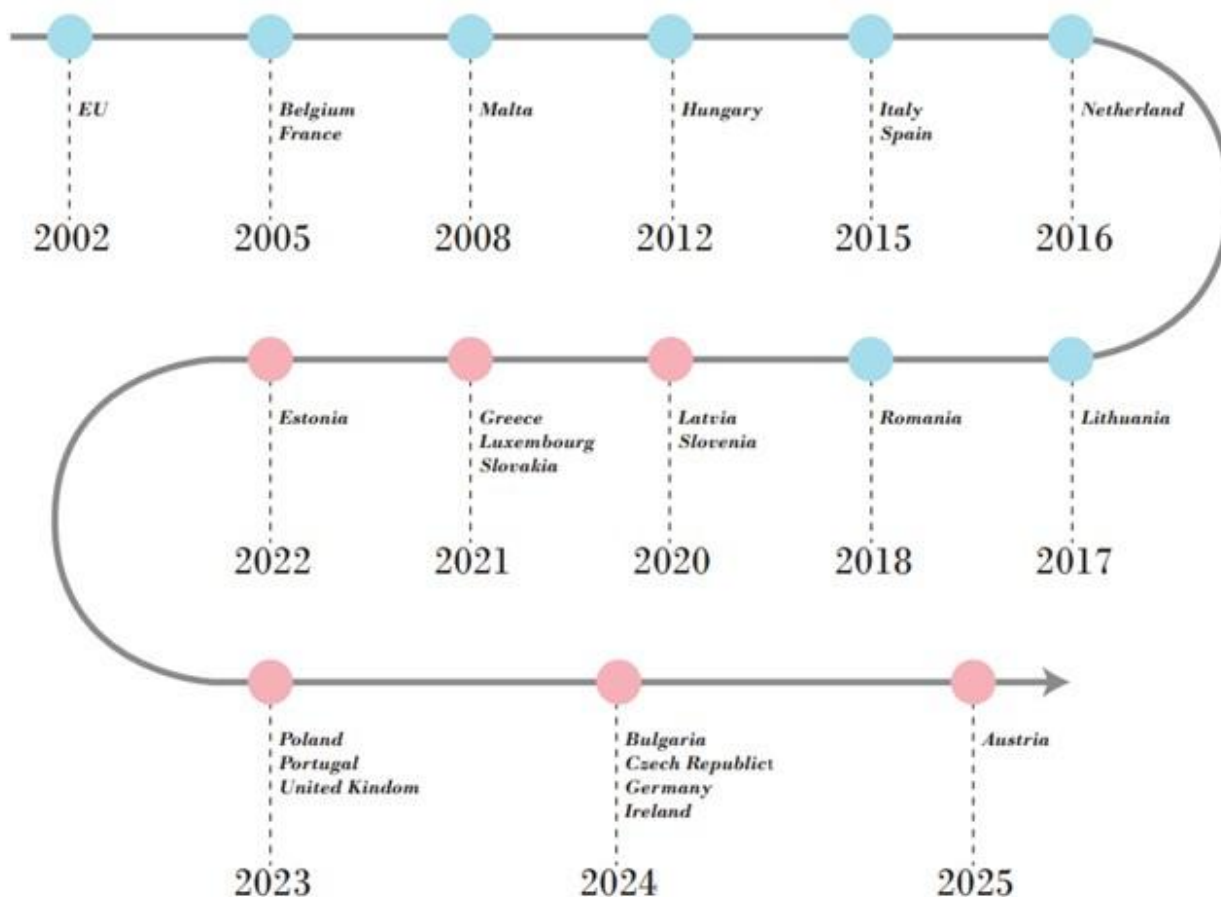 EU
Belgium
France
Malta
Hungary
Italy
Spain
Netherland
2002
2005
2008
2012
2015
2016
Estonia
Greece
Luxembourg
Slovakia
Latvia
Slovenia
Romania
Lithuania
2022
2021
2020
2018
2017
Poland
Portugal
United Kindom
Bulgaria
Czech Republict
Germany
Ireland
Austria
2023
2024
2025